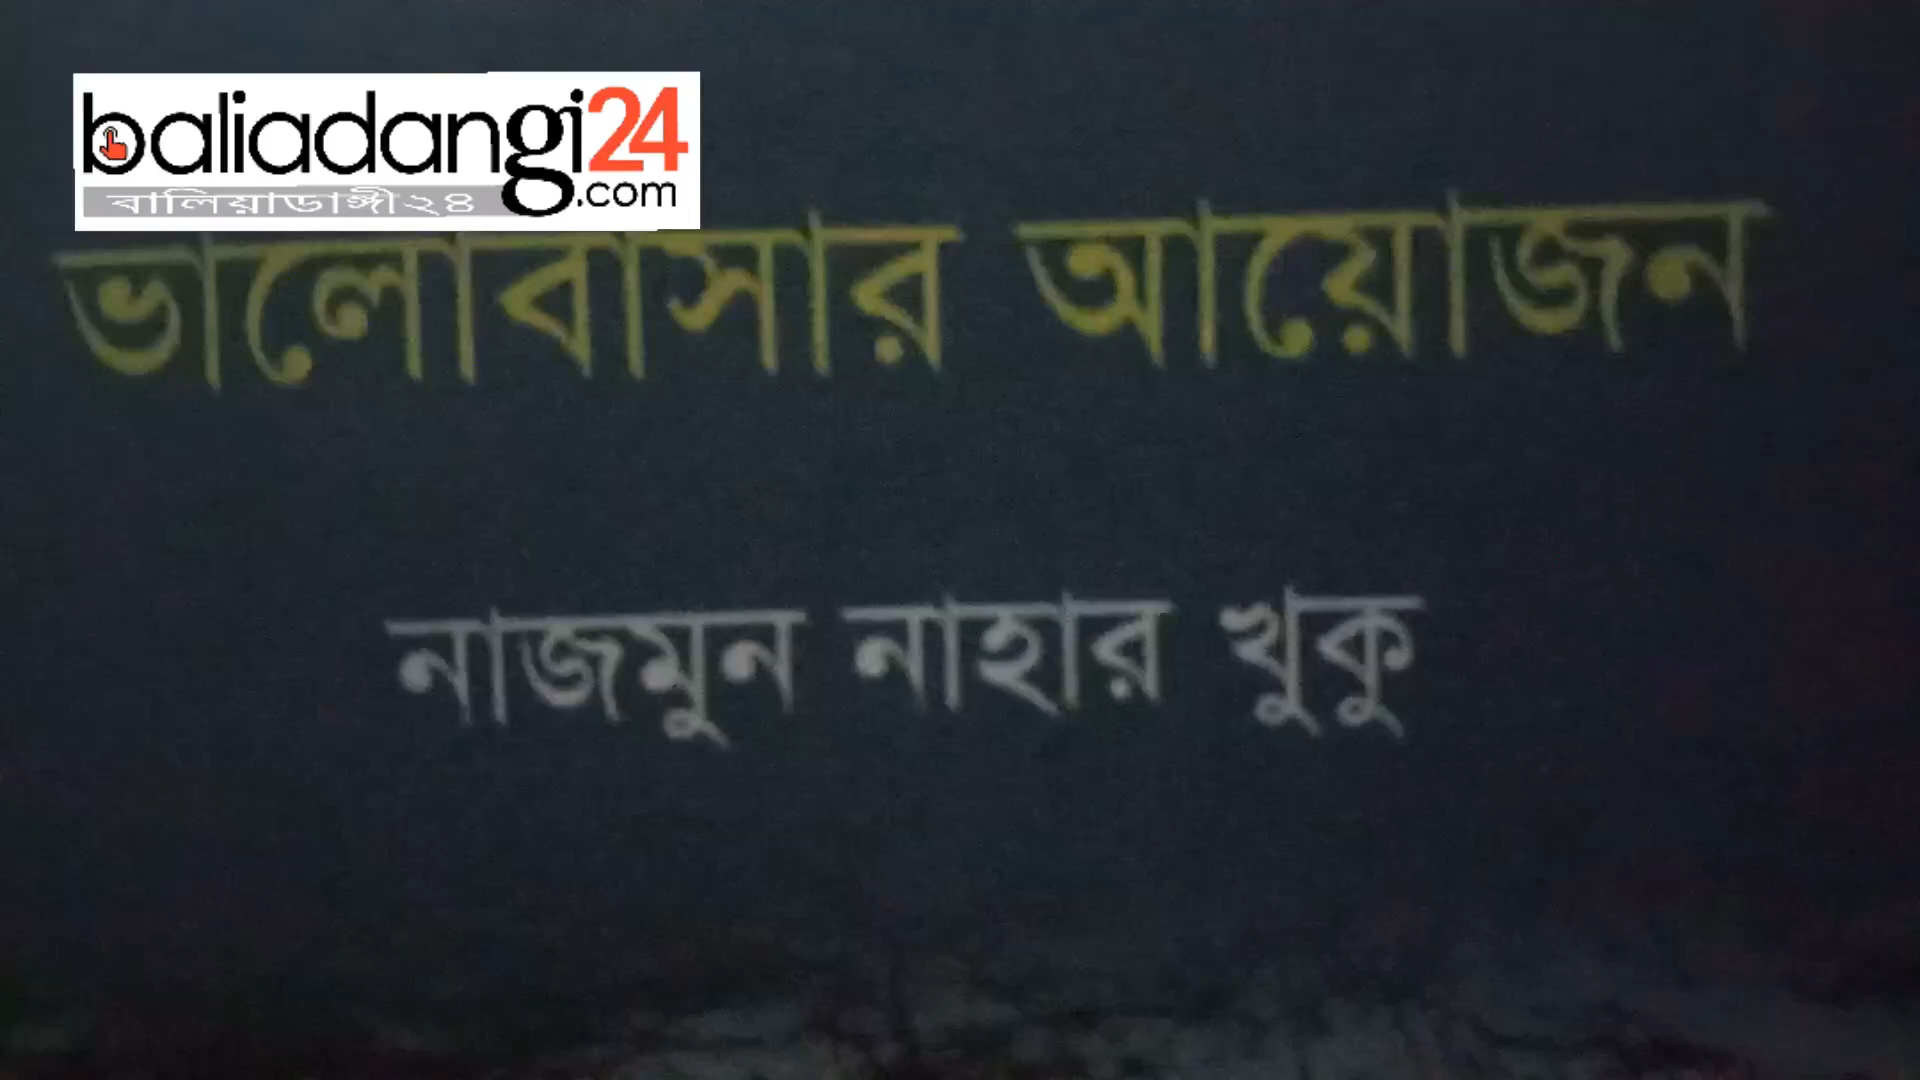 baliadangi24
.com
বালিয়াডাঙ্গী২৪
ভালোবাসার আয়োজন
নাজমুন নাহার খুকু